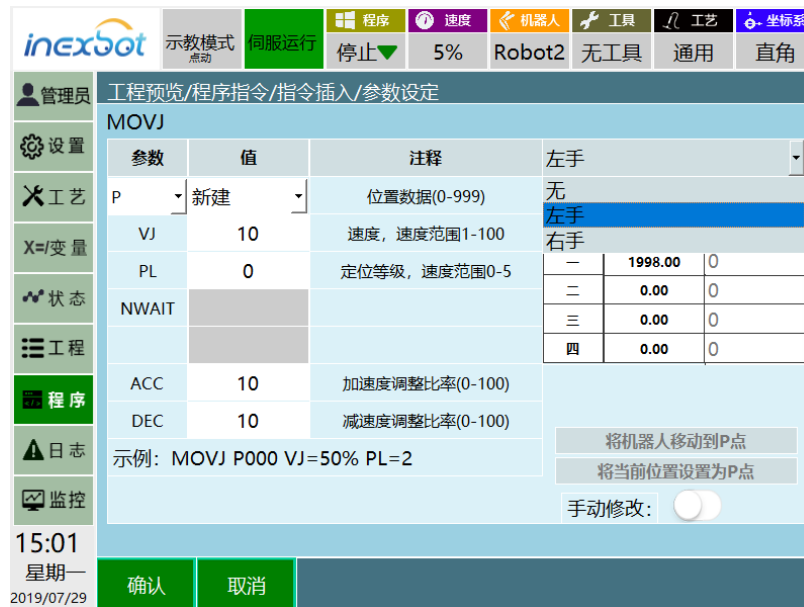 inexbot
示教模式
点动
伺服运行
程序
停止
速度
5%
机器人
Robot2
工具
无工具
工艺
通用
坐标系
直角
管理员
设置
工艺
X=/变量
状态
工程
程序
日志
监控
15:01
星期一
2019/07/29
工程预览/程序指令/指令插入/参数设定
MOVJ
参数 值 注释
P 新建 位置数据(0-999)
VJ 10 速度，速度范围1-100
PL 0 定位等级，速度范围0-5
NWAIT
ACC 10 加速度调整比率(0-100)
DEC 10 减速度调整比率(0-100)
示例：MOVJ P000 VJ=50% PL=2
左手
无
左手
右手
一 1998.00 0
二 0.00 0
三 0.00 0
四 0.00 0
将机器人移动到P点
将当前位置设置为P点
手动修改：
确认 取消